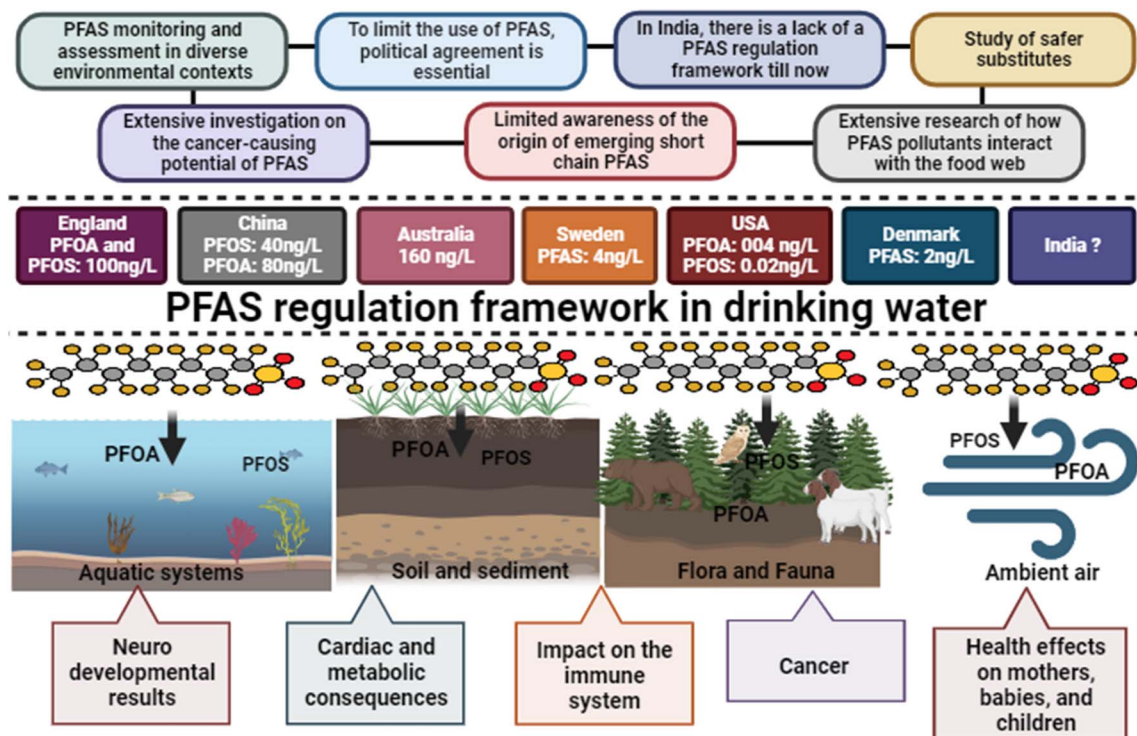 PFAS monitoring and
assessment in diverse
environmental contexts
To limit the use of PFAS,
political agreement is
essential
In India, there is a lack of a
PFAS regulation
framework till now
Study of safer
substitutes
Extensive investigation on
the cancer-causing
potential of PFAS
Limited awareness of the
origin of emerging short
chain PFAS
Extensive research of how
PFAS pollutants interact
with the food web
England
PFOA and
PFOS: 100ng/L
China
PFOS: 40ng/L
PFOA: 80ng/L
Australia
160 ng/L
Sweden
PFAS: 4ng/L
USA
PFOA: 004 ng/L
PFOS: 0.02ng/L
Denmark
PFAS: 2ng/L
India ?
PFAS regulation framework in drinking water
PFOA
PFOS
Aquatic systems
PFOA
PFOS
Soil and sediment
PFOS
PFOA
Flora and Fauna
PFOS
PFOA
Ambient air
Neuro
developmental
results
Cardiac and
metabolic
consequences
Impact on the
immune
system
Cancer
Health effects
on mothers,
babies, and
children